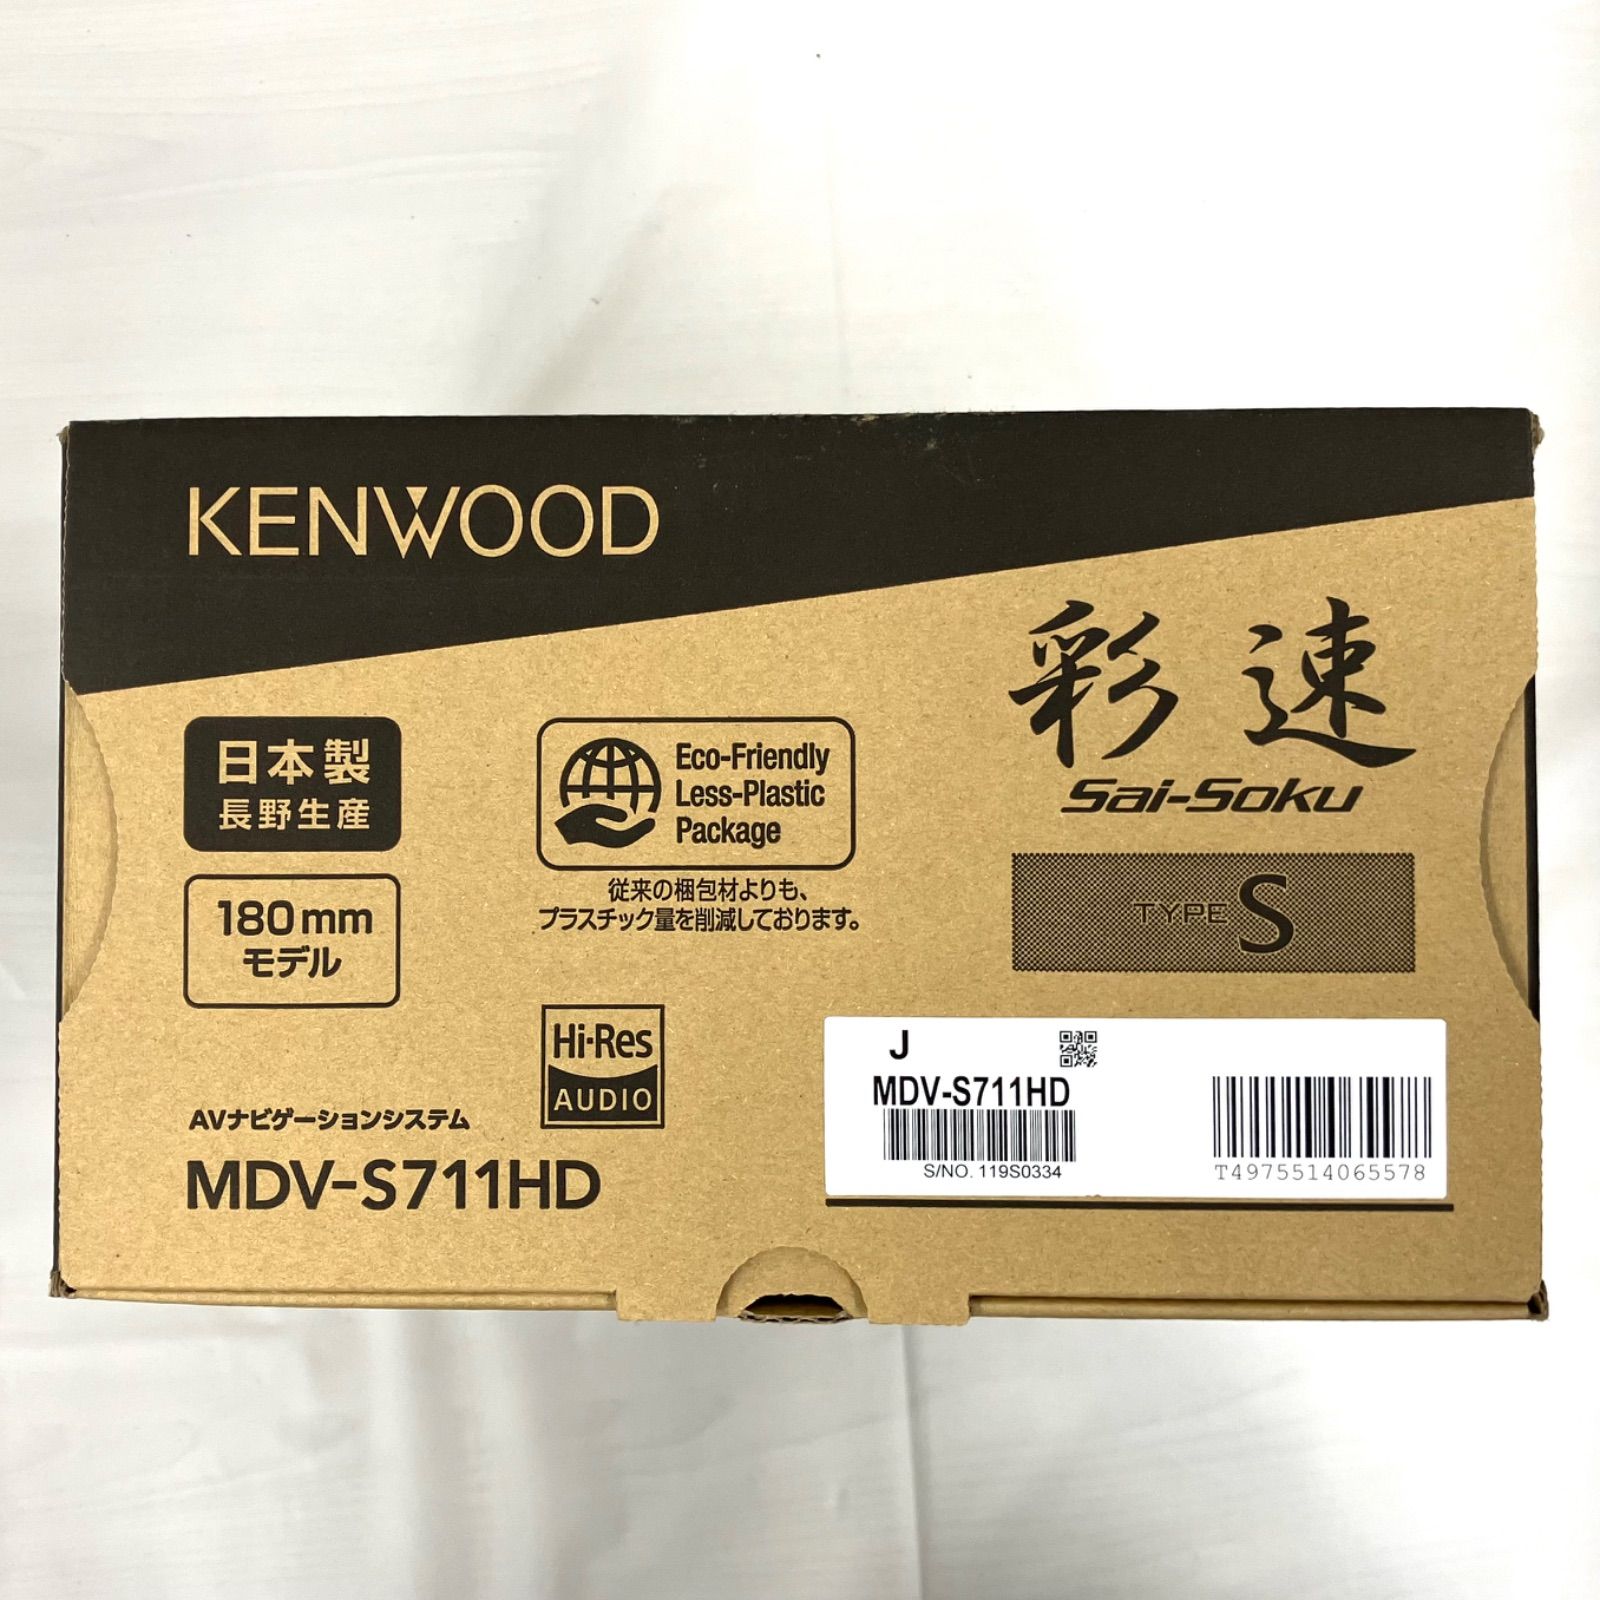 KENWOOD
彩速
Sai-Soku
TYPE S
日本製
長野生産
180mm
モデル
Eco-Friendly
Less-Plastic
Package
従来の梱包材よりも、
プラスチック量を削減しております。
Hi-Res
AUDIO
AVナビゲーションシステム
MDV-S711HD
J
MDV-S711HD
S/NO. 119S0334
T4975514065578